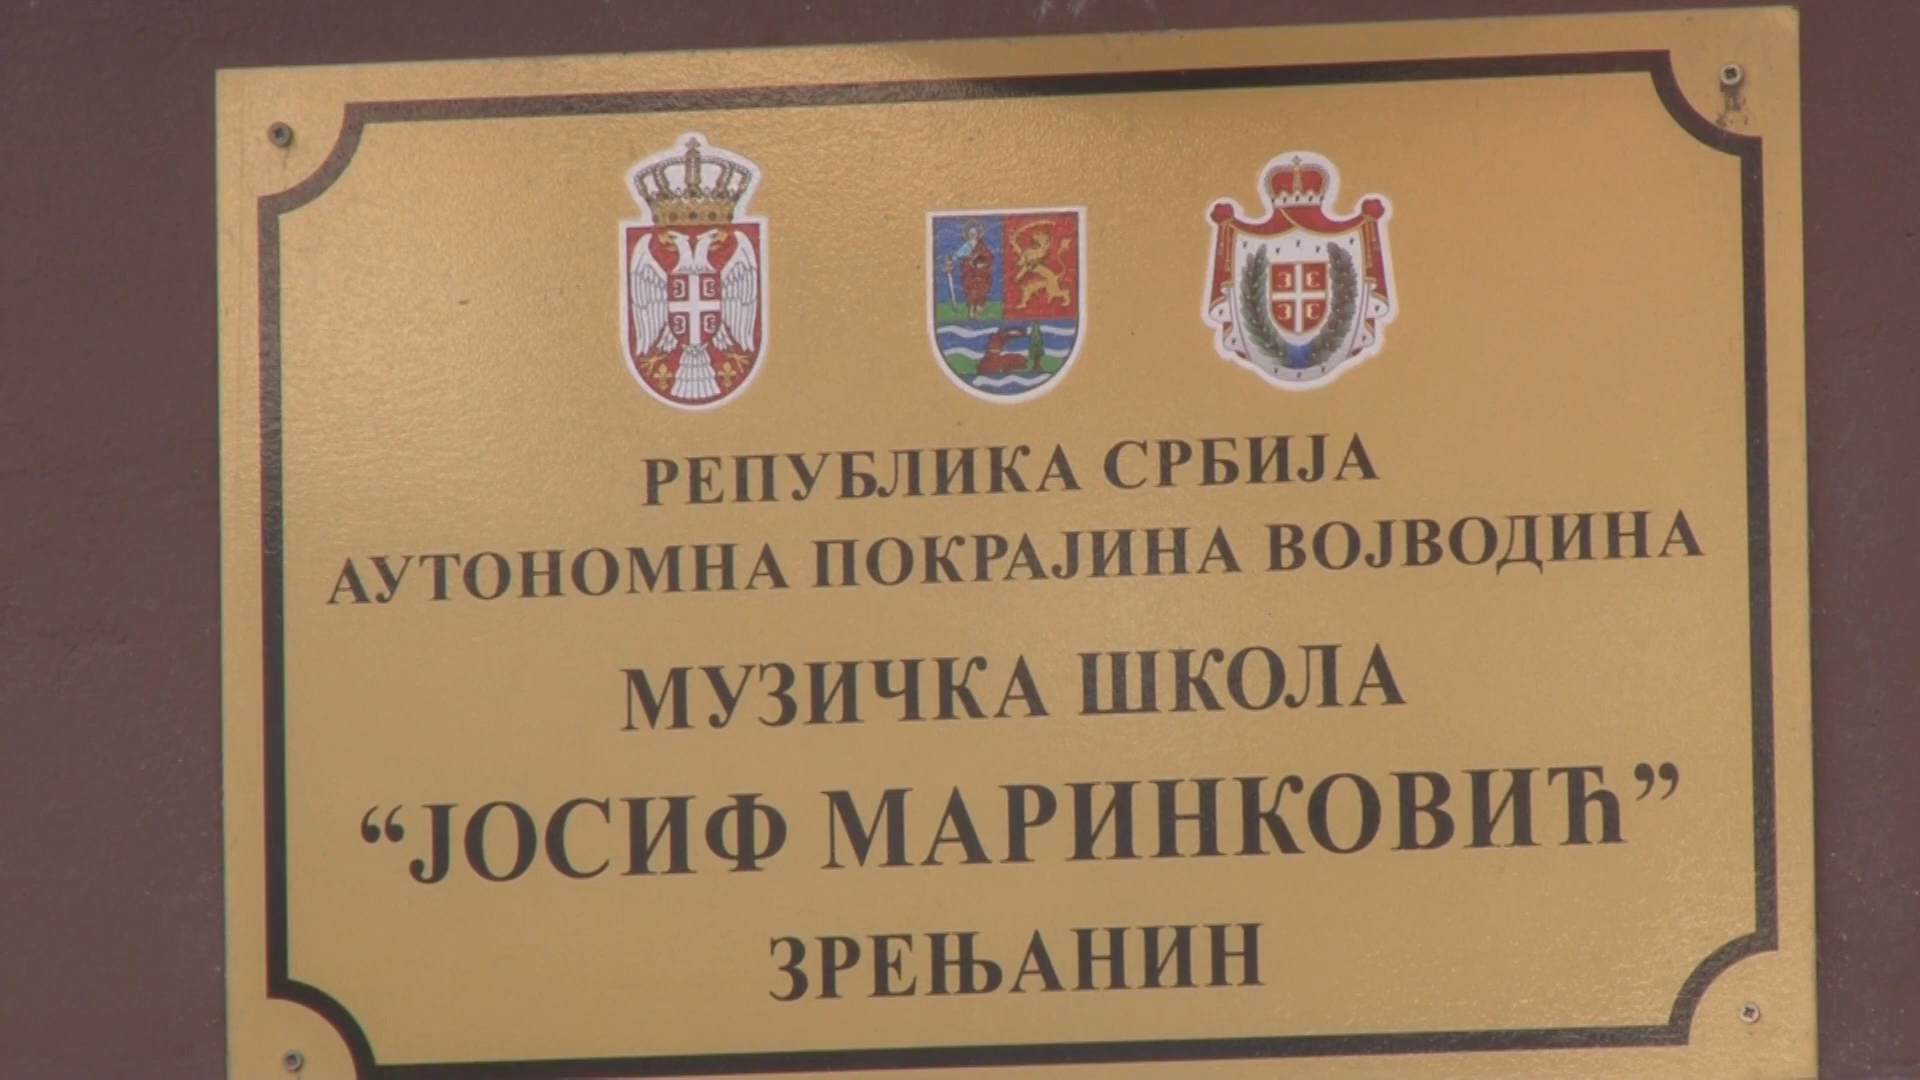 РЕПУБЛИКА СРБИЈА
АУТОНОМНА ПОКРАЈИНА ВОЈВОДИНА
МУЗИЧКА ШКОЛА
“ЈОСИФ МАРИНКОВИЋ”
ЗРЕЊАНИН